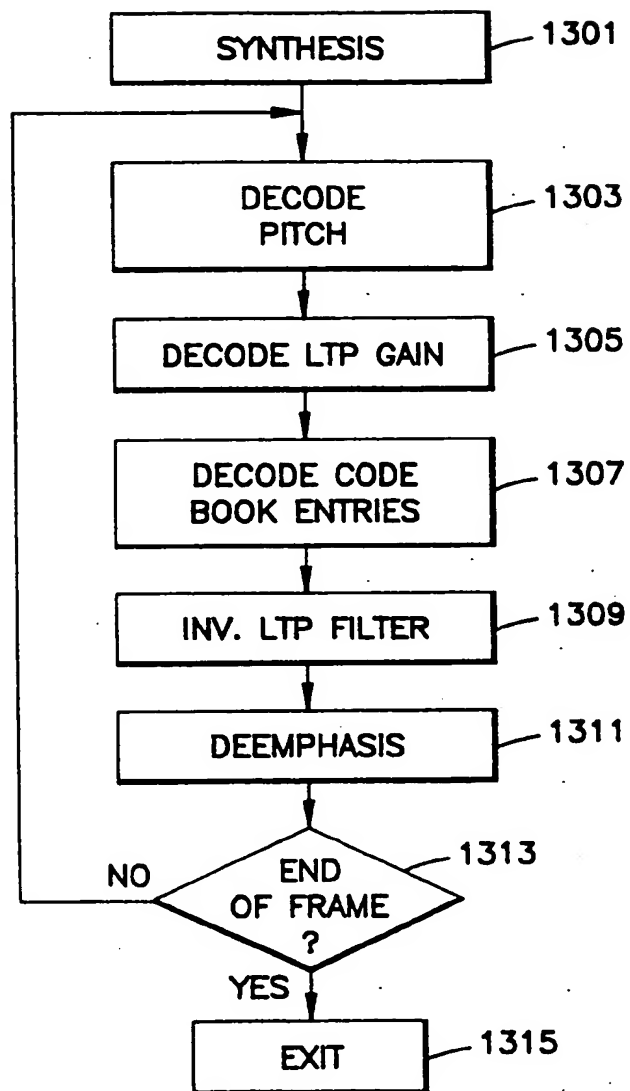 SYNTHESIS 1301
DECODE
PITCH 1303
DECODE LTP GAIN 1305
DECODE CODE
BOOK ENTRIES 1307
INV. LTP FILTER 1309
DEEMPHASIS 1311
END
OF FRAME
? 1313
NO
YES
EXIT 1315